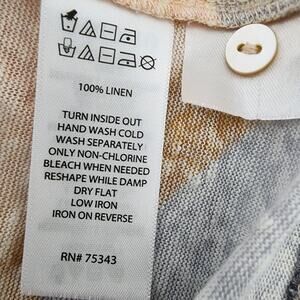 100% LINEN
TURN INSIDE OUT
HAND WASH COLD
WASH SEPARATELY
ONLY NON-CHLORINE
BLEACH WHEN NEEDED
RESHAPE WHILE DAMP
DRY FLAT
LOW IRON
IRON ON REVERSE
RN# 75343